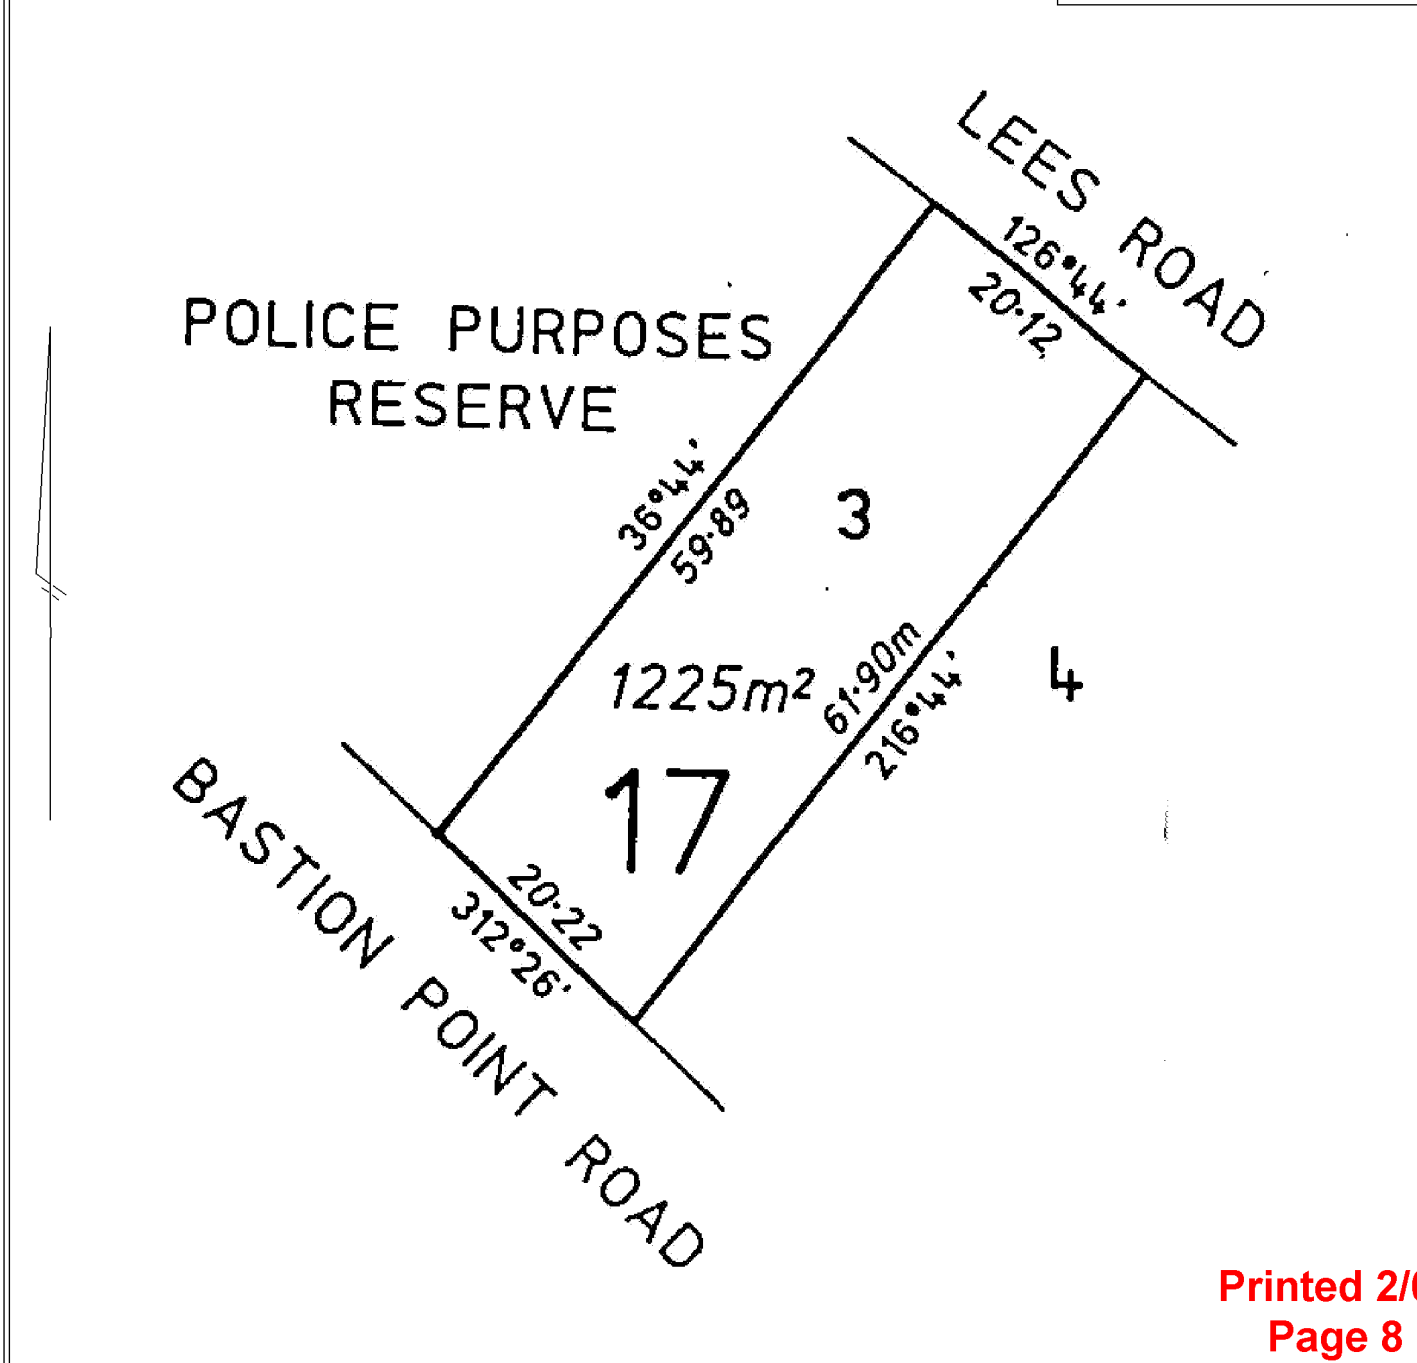 LEES ROAD
126°44'
20·12
POLICE PURPOSES
RESERVE
36°44'
59·89
3
61·90m
216°44'
4
1225m²
17
20·22
312°26'
BASTION POINT ROAD
Printed 2/
Page 8